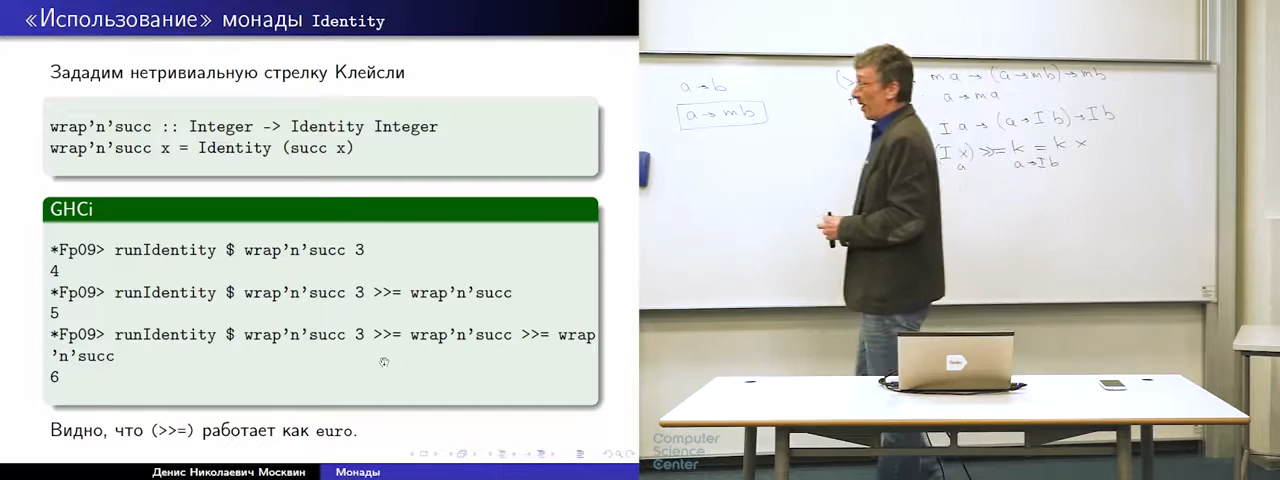 «Использование» монады Identity
Зададим нетривиальную стрелку Клейсли
wrap'n'succ :: Integer -> Identity Integer
wrap'n'succ x = Identity (succ x)
GHCi
*Fp09> runIdentity $ wrap'n'succ 3
4
*Fp09> runIdentity $ wrap'n'succ 3 >>= wrap'n'succ
5
*Fp09> runIdentity $ wrap'n'succ 3 >>= wrap'n'succ >>= wrap
'n'succ
6
Видно, что (>>=) работает как euro.
Денис Николаевич Москвин Монады
a → b
a → m b
m a → (a → m b) → m b
a → m a
I a → (a → I b) → I b
(I x) >>= k = k x
a a → I b
Computer
Science
Center